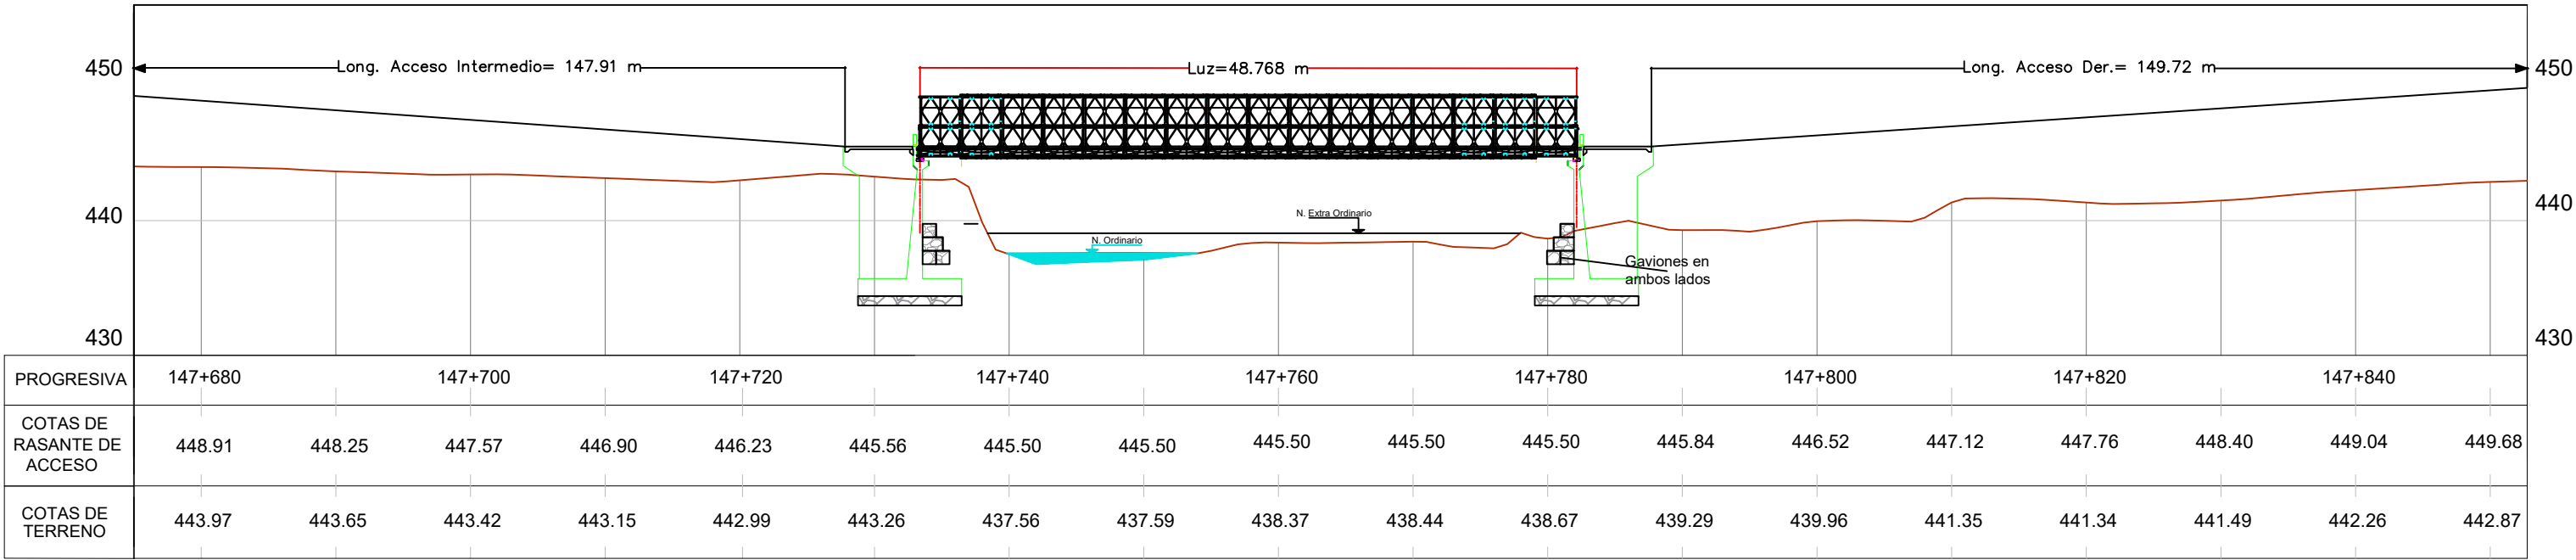 450
Long. Acceso Intermedio= 147.91 m
Luz=48.768 m
Long. Acceso Der.= 149.72 m
450
440
440
N. Extra Ordinario
N. Ordinario
Gaviones en
ambos lados
430
430
PROGRESIVA 147+680 147+700 147+720 147+740 147+760 147+780 147+800 147+820 147+840
COTAS DE
RASANTE DE
ACCESO
448.91 448.25 447.57 446.90 446.23 445.56 445.50 445.50 445.50 445.50 445.50 445.84 446.52 447.12 447.76 448.40 449.04 449.68
COTAS DE
TERRENO
443.97 443.65 443.42 443.15 442.99 443.26 437.56 437.59 438.37 438.44 438.67 439.29 439.96 441.35 441.34 441.49 442.26 442.87